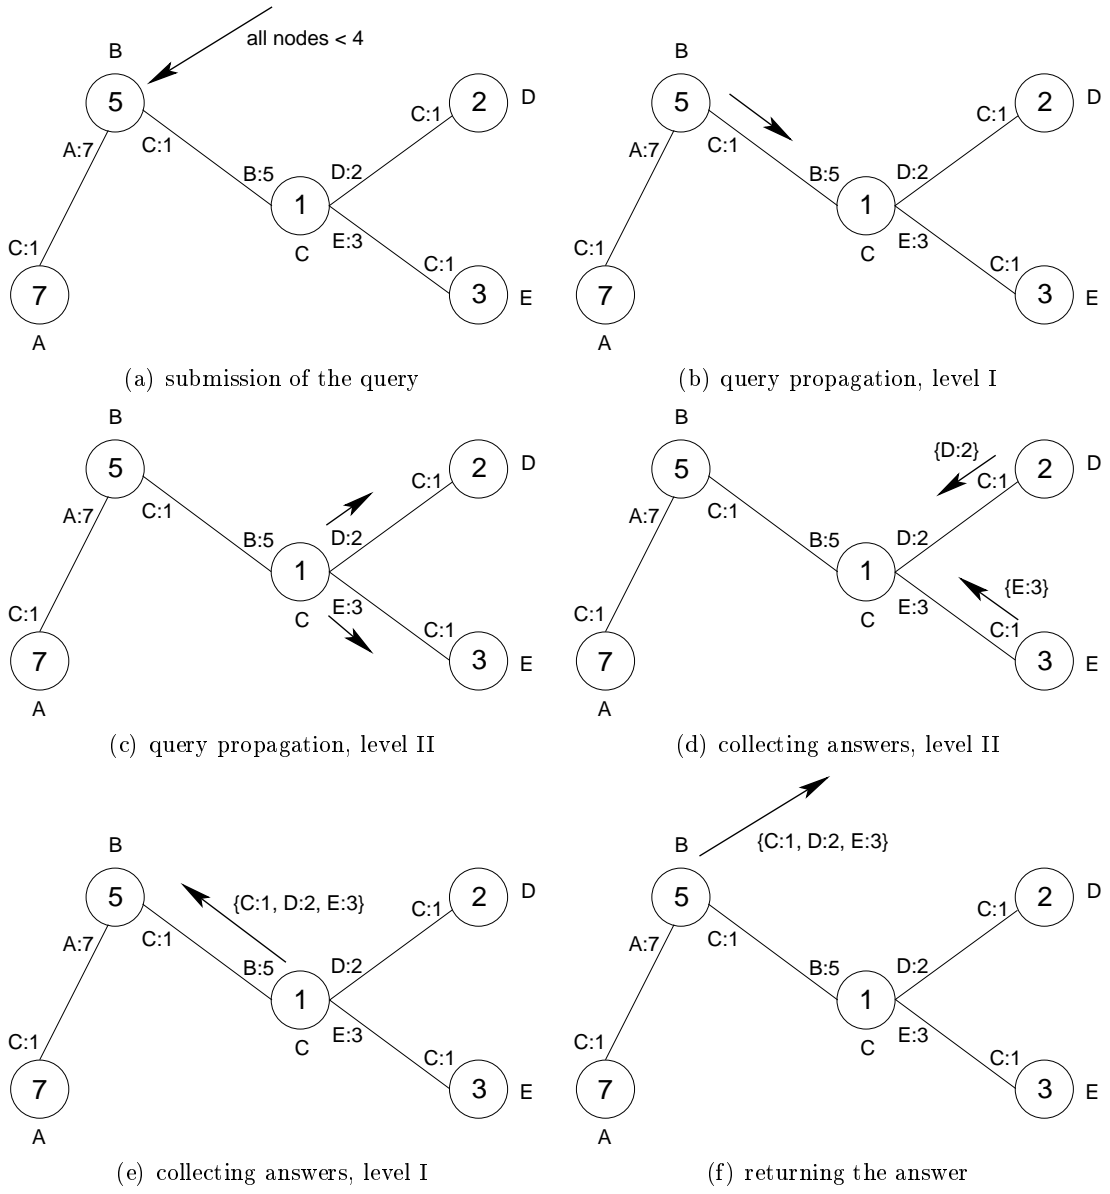 all nodes < 4
B
5
2
D
A:7
C:1
C:1
B:5
D:2
1
C
E:3
C:1
C:1
7
A
3
E
(a) submission of the query
B
5
2
D
A:7
C:1
C:1
B:5
D:2
1
C
E:3
C:1
C:1
7
A
3
E
(b) query propagation, level I
B
5
2
D
A:7
C:1
C:1
B:5
D:2
1
C
E:3
C:1
C:1
7
A
3
E
(c) query propagation, level II
B
5
{D:2}
2
D
A:7
C:1
C:1
B:5
D:2
1
C
E:3
{E:3}
C:1
C:1
7
A
3
E
(d) collecting answers, level II
B
5
{C:1, D:2, E:3}
2
D
A:7
C:1
C:1
B:5
D:2
1
C
E:3
C:1
C:1
7
A
3
E
(e) collecting answers, level I
{C:1, D:2, E:3}
B
5
2
D
A:7
C:1
C:1
B:5
D:2
1
C
E:3
C:1
C:1
7
A
3
E
(f) returning the answer